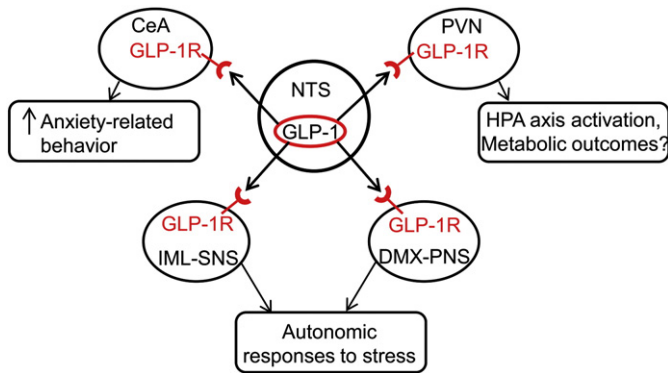 CeA
GLP-1R
PVN
GLP-1R
NTS
GLP-1
↑ Anxiety-related
behavior
HPA axis activation,
Metabolic outcomes?
GLP-1R
IML-SNS
GLP-1R
DMX-PNS
Autonomic
responses to stress